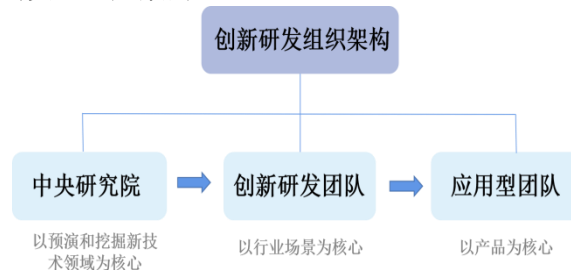 创新研发组织架构
中央研究院
创新研发团队
应用型团队
以预演和挖掘新技
术领域为核心
以行业场景为核心
以产品为核心